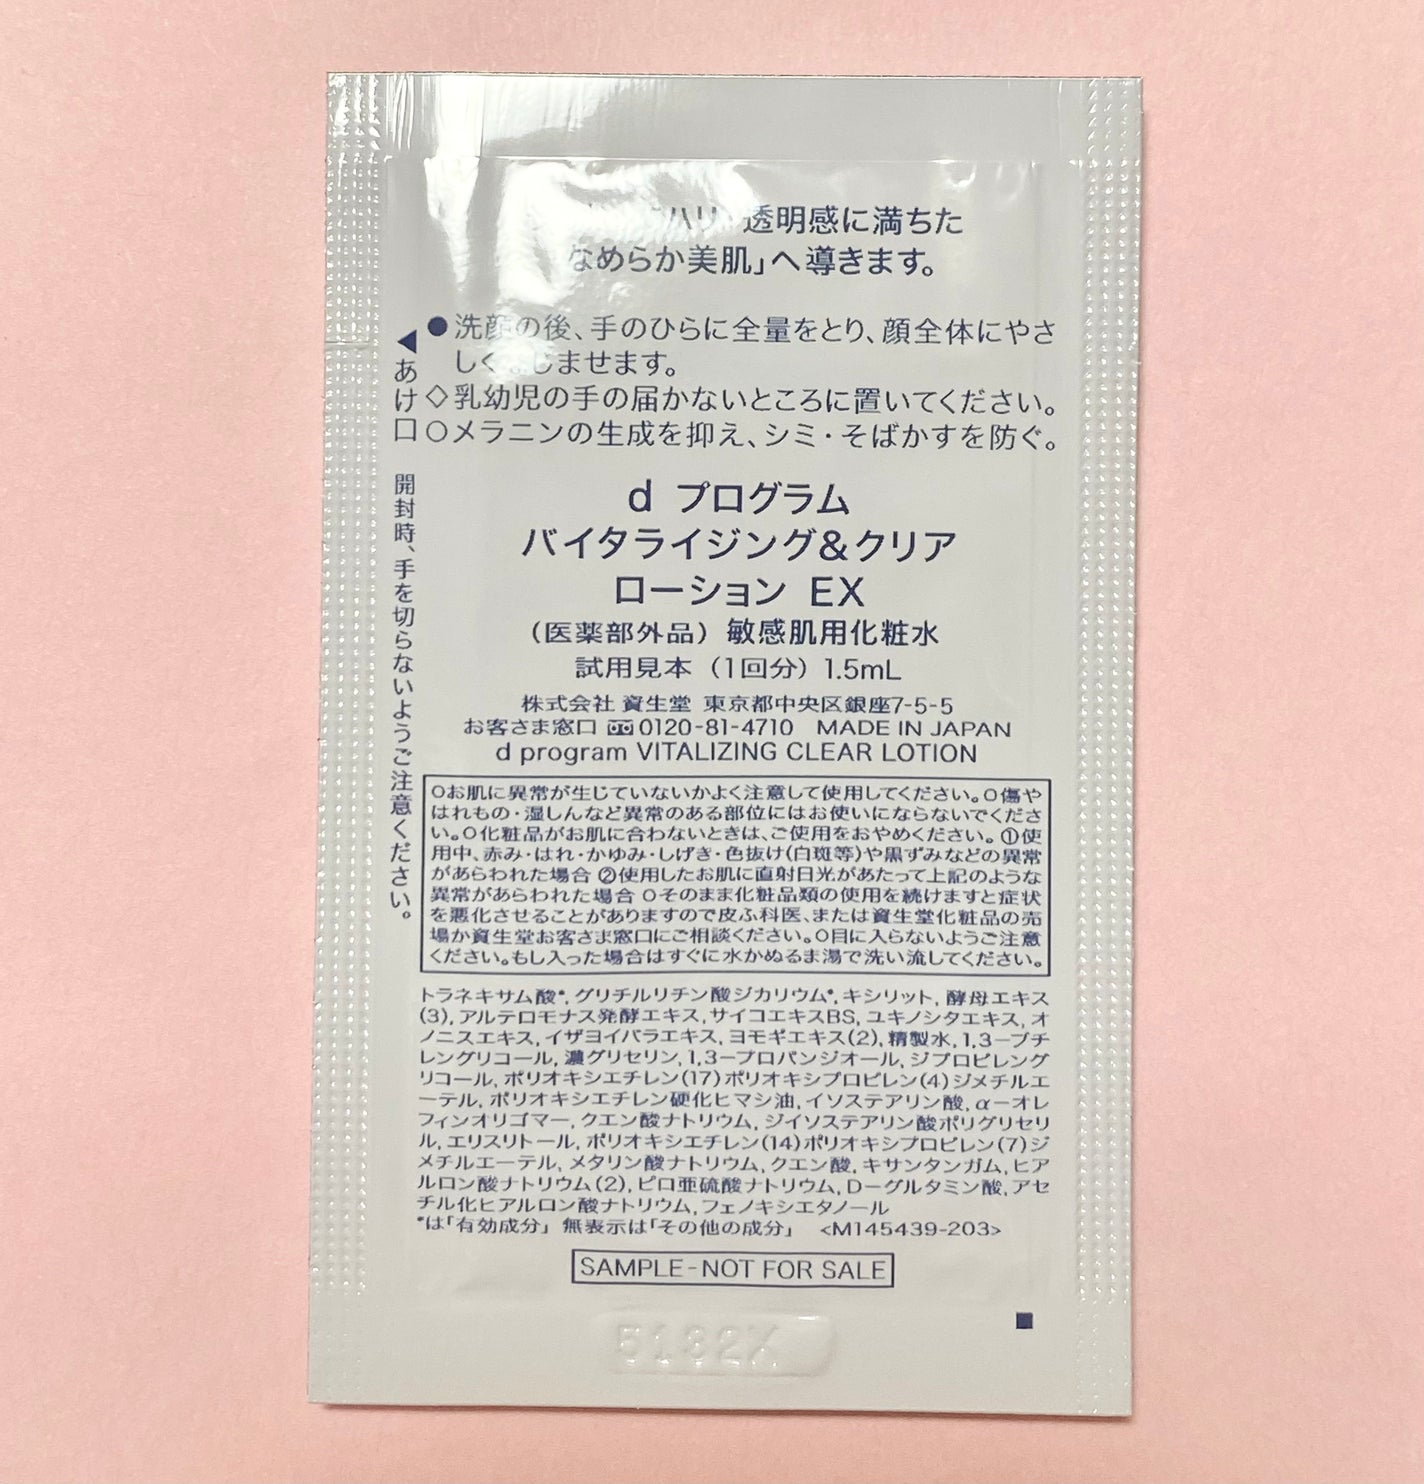 ハリ 透明感に満ちた
なめらか美肌」へ導きます。
●洗顔の後、手のひらに全量をとり、顔全体にやさ
しく じませます。
◇乳幼児の手の届かないところに置いてください。
○メラニンの生成を抑え、シミ・そばかすを防ぐ。
◀あけ口
開封時、手を切らないようご注意ください。
d プログラム
バイタライジング&クリア
ローション EX
（医薬部外品）敏感肌用化粧水
試用見本（1回分）1.5mL
株式会社 資生堂 東京都中央区銀座7-5-5
お客さま窓口 0120-81-4710 MADE IN JAPAN
d program VITALIZING CLEAR LOTION
○お肌に異常が生じていないかよく注意して使用してください。○傷や
はれもの・湿しんなど異常のある部位にはお使いにならないでくださ
い。○化粧品がお肌に合わないときは、ご使用をおやめください。①使
用中、赤み・はれ・かゆみ・しげき・色抜け(白斑等)や黒ずみなどの異常
があらわれた場合 ②使用したお肌に直射日光があたって上記のような
異常があらわれた場合 ○そのまま化粧品類の使用を続けますと症状
を悪化させることがありますので皮ふ科医、または資生堂化粧品の売
場か資生堂お客さま窓口にご相談ください。○目に入らないようご注意
ください。もし入った場合はすぐに水かぬるま湯で洗い流してください。
トラネキサム酸*, グリチルリチン酸ジカリウム*, キシリット, 酵母エキス
(3), アルテロモナス発酵エキス, サイコエキスBS, ユキノシタエキス, オ
ノニスエキス, イザヨイバラエキス, ヨモギエキス(2), 精製水, 1,3－ブチ
レングリコール, 濃グリセリン, 1,3－プロパンジオール, ジプロピレング
リコール, ポリオキシエチレン(17)ポリオキシプロピレン(4)ジメチルエ
ーテル, ポリオキシエチレン硬化ヒマシ油, イソステアリン酸, α－オレ
フィンオリゴマー, クエン酸ナトリウム, ジイソステアリン酸ポリグリセリ
ル, エリスリトール, ポリオキシエチレン(14)ポリオキシプロピレン(7)ジ
メチルエーテル, メタリン酸ナトリウム, クエン酸, キサンタンガム, ヒア
ルロン酸ナトリウム(2), ピロ亜硫酸ナトリウム, D－グルタミン酸, アセ
チル化ヒアルロン酸ナトリウム, フェノキシエタノール
*は「有効成分」 無表示は「その他の成分」 <M145439-203>
SAMPLE-NOT FOR SALE
5182X